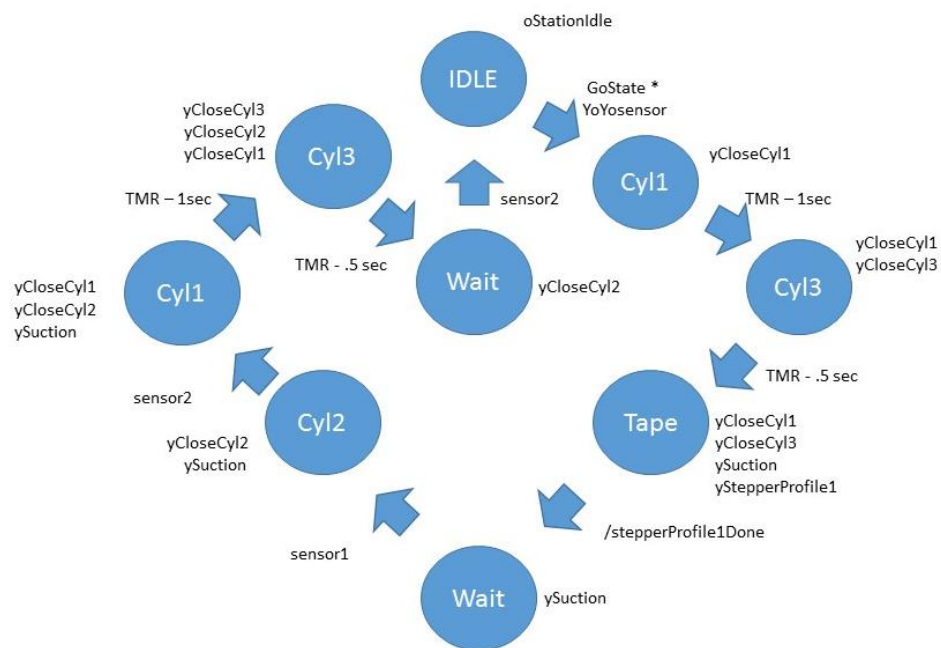 oStationIdle
IDLE
GoState *
YoYosensor
yCloseCyl3
yCloseCyl2
yCloseCyl1
Cyl3
Cyl1
yCloseCyl1
TMR – 1sec
sensor2
TMR – 1sec
TMR - .5 sec
yCloseCyl1
yCloseCyl3
Cyl3
yCloseCyl1
yCloseCyl2
ySuction
Cyl1
Wait
yCloseCyl2
TMR - .5 sec
sensor2
Cyl2
yCloseCyl2
ySuction
Tape
yCloseCyl1
yCloseCyl3
ySuction
yStepperProfile1
/stepperProfile1Done
sensor1
Wait
ySuction